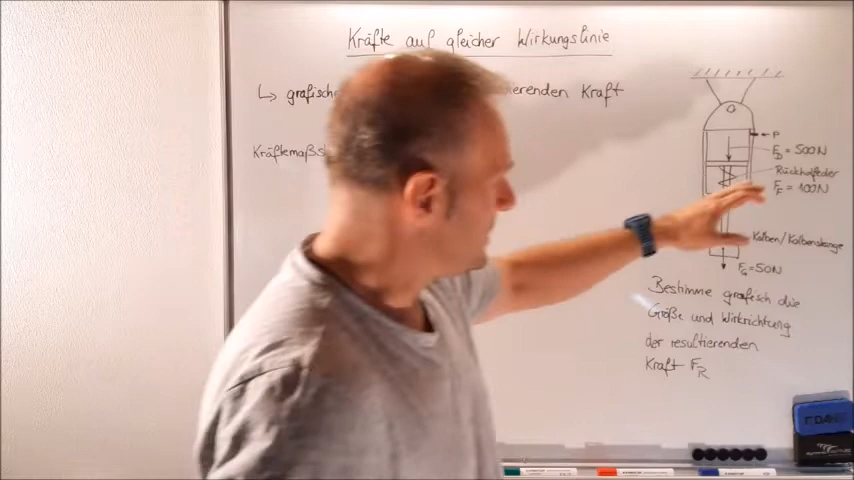 Kräfte auf gleicher Wirkungslinie
↳ grafische ierenden Kraft
Kräftemaßs
P
F_D = 500N
Rückholfeder
F_F = 100N
Kolben/Kolbenstange
F_G = 50N
Bestimme grafisch die
Größe und Wirkrichtung
der resultierenden
Kraft F_R